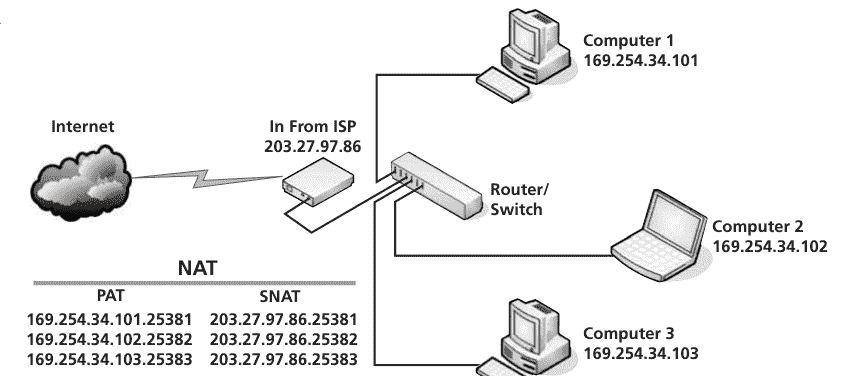 Computer 1
169.254.34.101
Internet
In From ISP
203.27.97.86
Router/
Switch
Computer 2
169.254.34.102
NAT
PAT SNAT
169.254.34.101.25381 203.27.97.86.25381
169.254.34.102.25382 203.27.97.86.25382
169.254.34.103.25383 203.27.97.86.25383
Computer 3
169.254.34.103